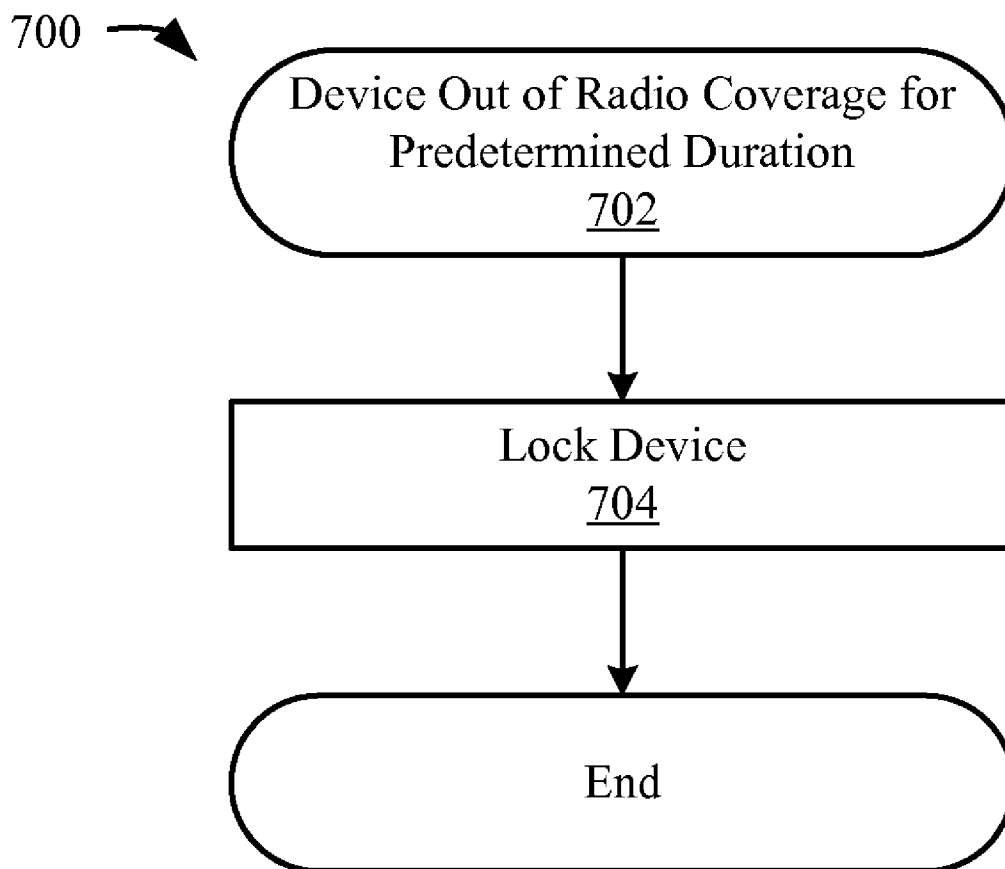 700
Device Out of Radio Coverage for
Predetermined Duration
702
Lock Device
704
End